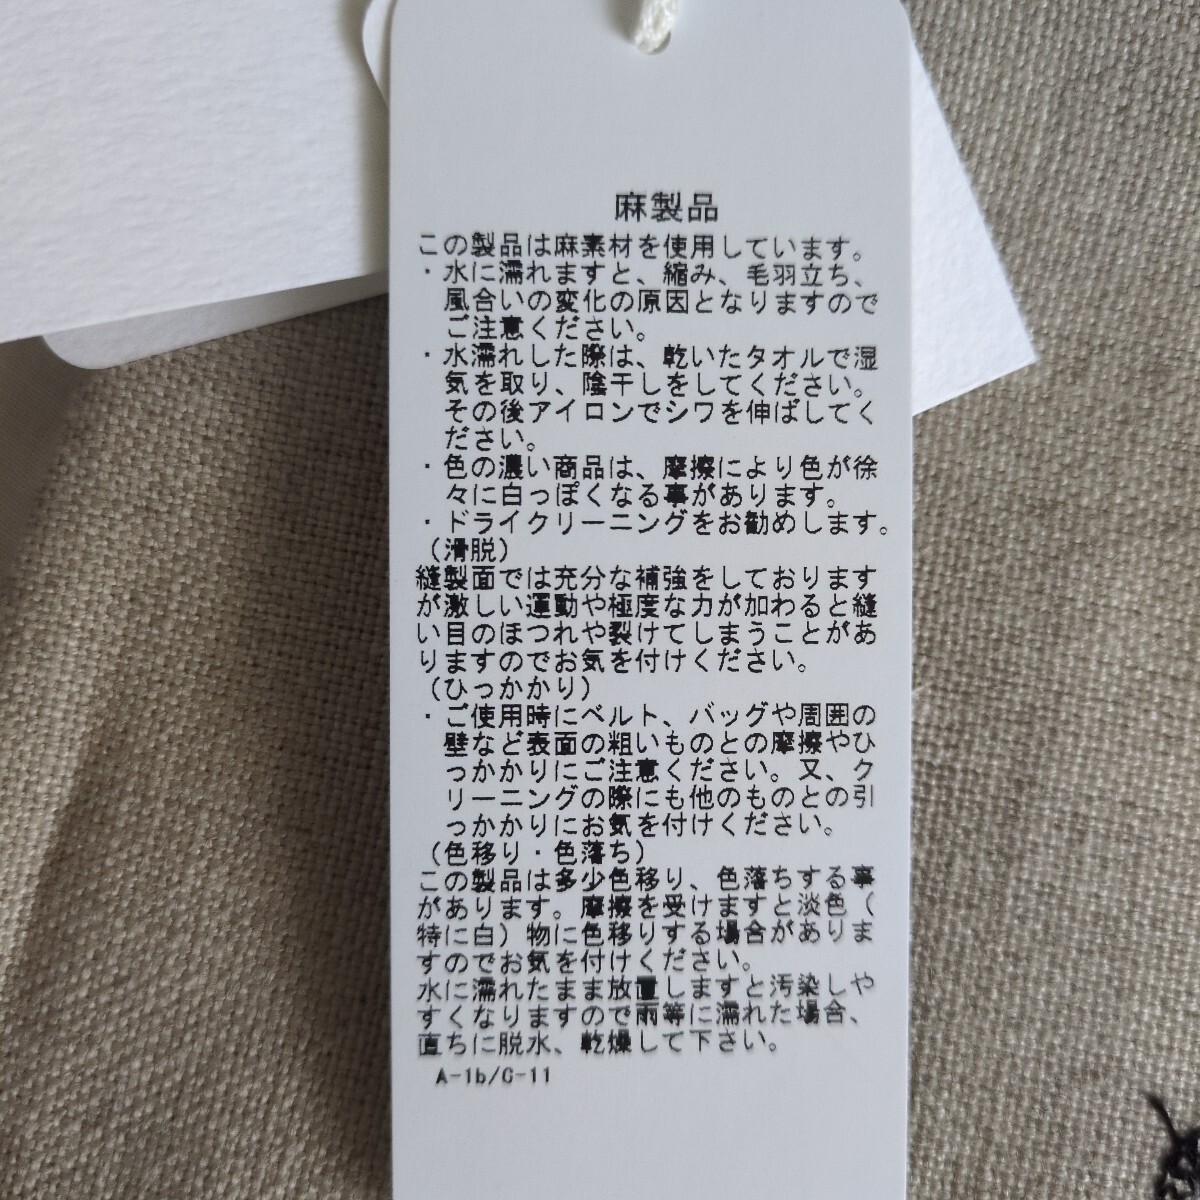 麻製品
この製品は麻素材を使用しています。
・水に濡れますと、縮み、毛羽立ち、
風合いの変化の原因となりますので
ご注意ください。
・水濡れした際は、乾いたタオルで湿
気を取り、陰干しをしてください。
その後アイロンでシワを伸ばしてく
ださい。
・色の濃い商品は、摩擦により色が徐
々に白っぽくなる事があります。
・ドライクリーニングをお勧めします。
(滑脱)
縫製面では充分な補強をしております
が激しい運動や極度な力が加わると縫
い目のほつれや裂けてしまうことがあ
りますのでお気を付けください。
(ひっかかり)
・ご使用時にベルト、バッグや周囲の
壁など表面の粗いものとの摩擦やひ
っかかりにご注意ください。又、ク
リーニングの際にも他のものとの引
っかかりにお気を付けください。
(色移り・色落ち)
この製品は多少色移り、色落ちする事
があります。摩擦を受けますと淡色(
特に白)物に色移りする場合がありま
すのでお気を付けください。
水に濡れたまま放置しますと汚染しや
すくなりますので雨等に濡れた場合、
直ちに脱水、乾燥して下さい。
A-1b/C-11